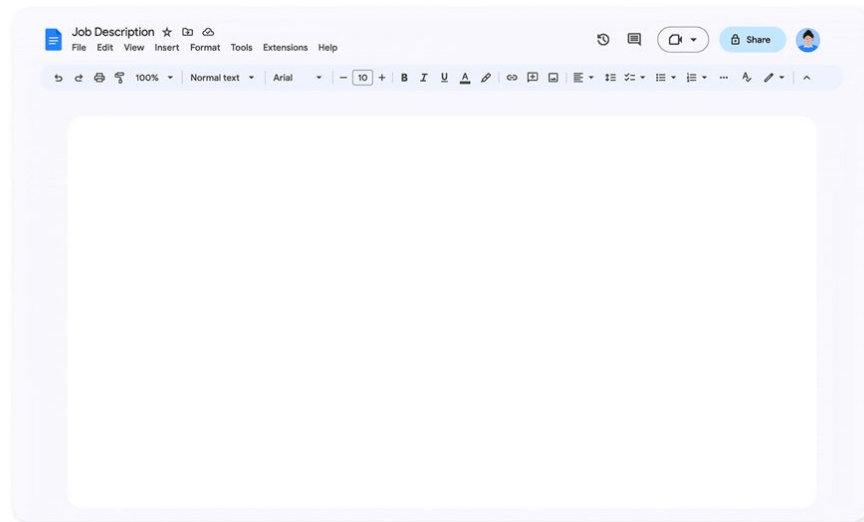 Job Description
File Edit View Insert Format Tools Extensions Help
Share
100% Normal text Arial − 10 + B I U A